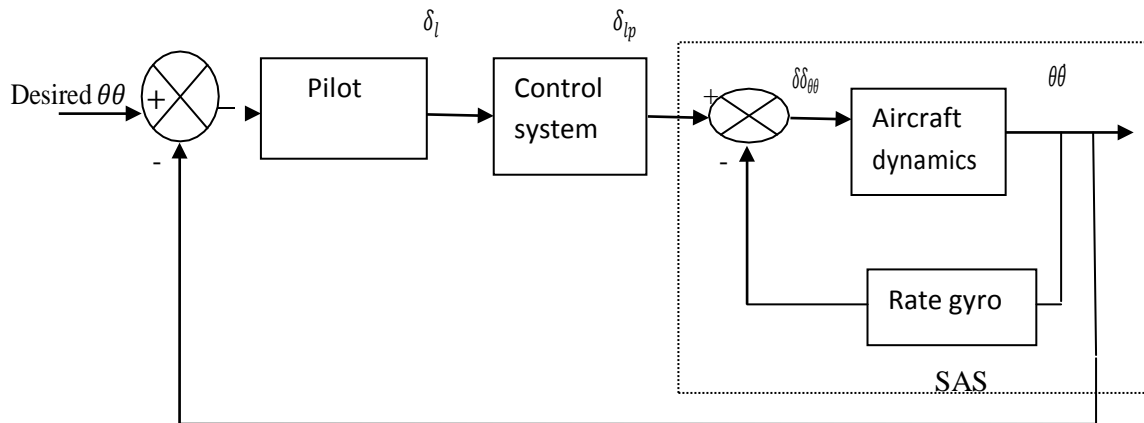 δ_l
δ_lp
Desired θθ
+
-
Pilot
Control
system
+
-
δδ_θθ
Aircraft
dynamics
θθ
Rate gyro
SAS